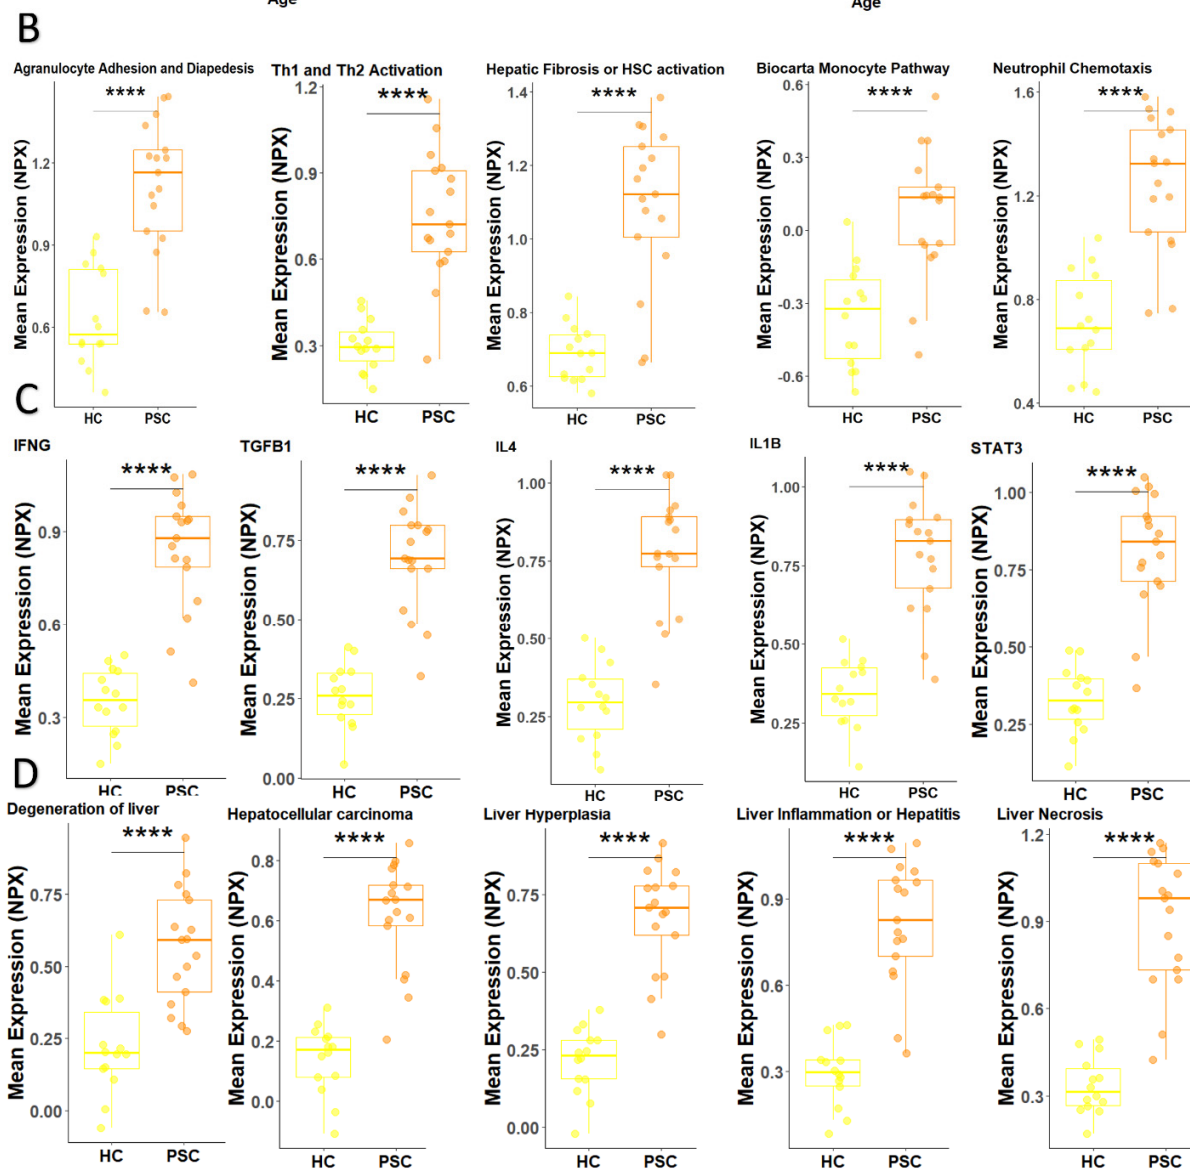 Age
Age
B
Agranulocyte Adhesion and Diapedesis
Th1 and Th2 Activation
Hepatic Fibrosis or HSC activation
Biocarta Monocyte Pathway
Neutrophil Chemotaxis
Mean Expression (NPX)
1.2
0.9
0.6
****
HC
PSC
Mean Expression (NPX)
1.2
0.9
0.6
0.3
****
HC
PSC
Mean Expression (NPX)
1.4
1.2
1.0
0.8
0.6
****
HC
PSC
Mean Expression (NPX)
0.6
0.3
0.0
-0.3
-0.6
****
HC
PSC
Mean Expression (NPX)
1.6
1.2
0.8
0.4
****
HC
PSC
C
IFNG
TGFB1
IL4
IL1B
STAT3
Mean Expression (NPX)
0.9
0.6
0.3
****
HC
PSC
Mean Expression (NPX)
0.75
0.50
0.25
0.00
****
HC
PSC
Mean Expression (NPX)
1.00
0.75
0.50
0.25
****
HC
PSC
Mean Expression (NPX)
1.00
0.75
0.50
0.25
****
HC
PSC
Mean Expression (NPX)
1.00
0.75
0.50
0.25
****
HC
PSC
D
Degeneration of liver
Hepatocellular carcinoma
Liver Hyperplasia
Liver Inflammation or Hepatitis
Liver Necrosis
Mean Expression (NPX)
0.75
0.50
0.25
0.00
****
HC
PSC
Mean Expression (NPX)
0.8
0.6
0.4
0.2
0.0
****
HC
PSC
Mean Expression (NPX)
0.75
0.50
0.25
0.00
****
HC
PSC
Mean Expression (NPX)
0.9
0.6
0.3
****
HC
PSC
Mean Expression (NPX)
1.2
0.9
0.6
0.3
****
HC
PSC